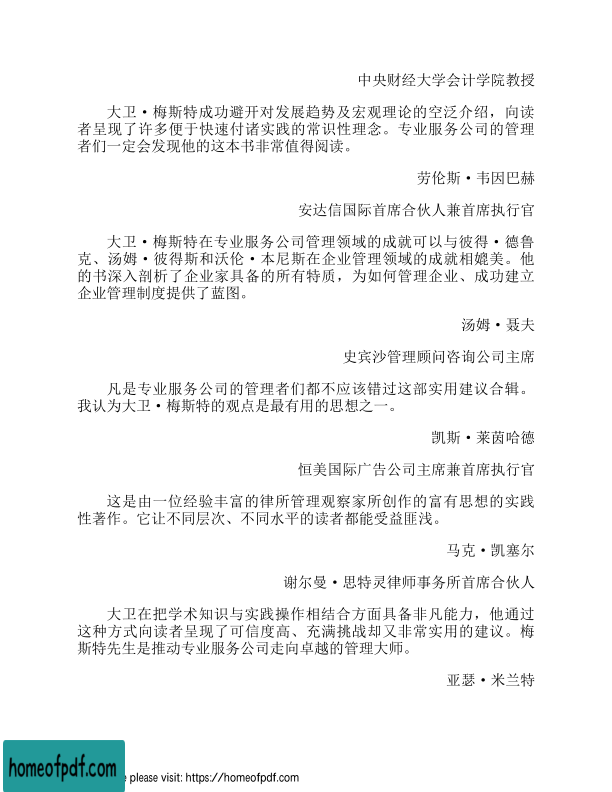 中央财经大学会计学院教授
大卫·梅斯特成功避开对发展趋势及宏观理论的空泛介绍，向读
者呈现了许多便于快速付诸实践的常识性理念。专业服务公司的管理
者们一定会发现他的这本书非常值得阅读。
劳伦斯·韦因巴赫
安达信国际首席合伙人兼首席执行官
大卫·梅斯特在专业服务公司管理领域的成就可以与彼得·德鲁
克、汤姆·彼得斯和沃伦·本尼斯在企业管理领域的成就相媲美。他
的书深入剖析了企业家具备的所有特质，为如何管理企业、成功建立
企业管理制度提供了蓝图。
汤姆·聂夫
史宾沙管理顾问咨询公司主席
凡是专业服务公司的管理者们都不应该错过这部实用建议合辑。
我认为大卫·梅斯特的观点是最有用的思想之一。
凯斯·莱茵哈德
恒美国际广告公司主席兼首席执行官
这是由一位经验丰富的律所管理观察家所创作的富有思想的实践
性著作。它让不同层次、不同水平的读者都能受益匪浅。
马克·凯塞尔
谢尔曼·思特灵律师事务所首席合伙人
大卫在把学术知识与实践操作相结合方面具备非凡能力，他通过
这种方式向读者呈现了可信度高、充满挑战却又非常实用的建议。梅
斯特先生是推动专业服务公司走向卓越的管理大师。
亚瑟·米兰特
homeofpdf.com
please visit: https://homeofpdf.com